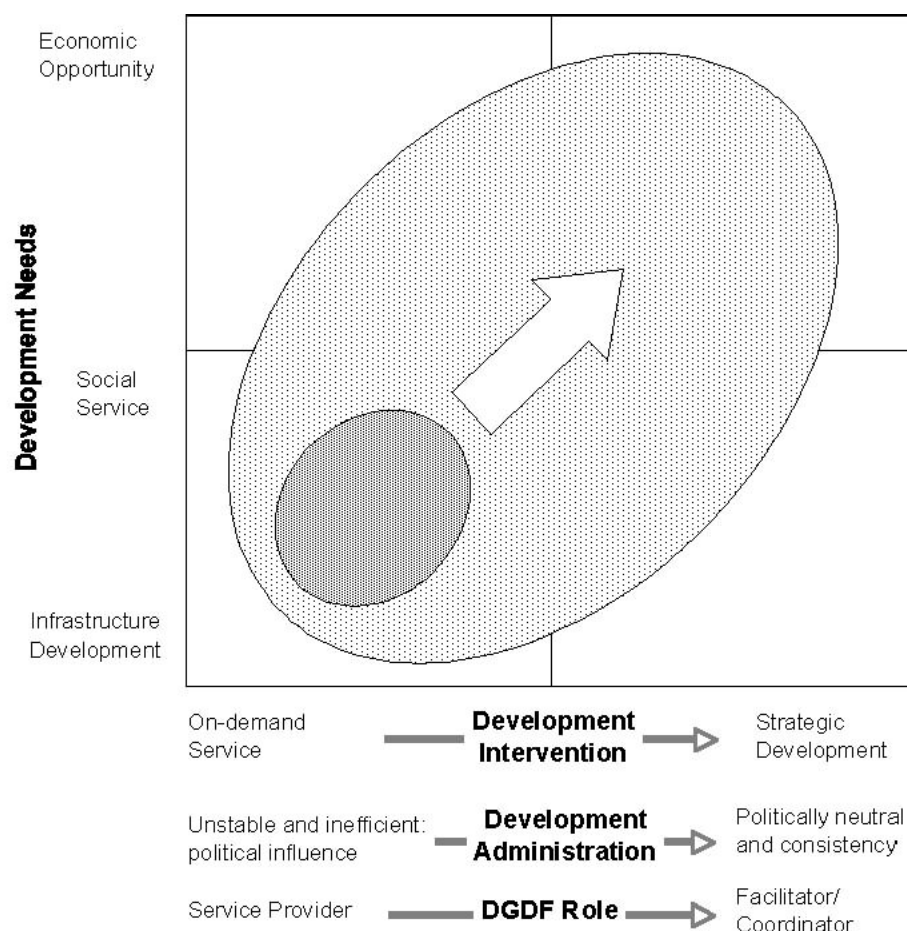 Economic
Opportunity
Development Needs
Social
Service
Infrastructure
Development
On-demand
Service
Development
Intervention
Strategic
Development
Unstable and inefficient:
political influence
Development
Administration
Politically neutral
and consistency
Service Provider
DGDF Role
Facilitator/
Coordinator